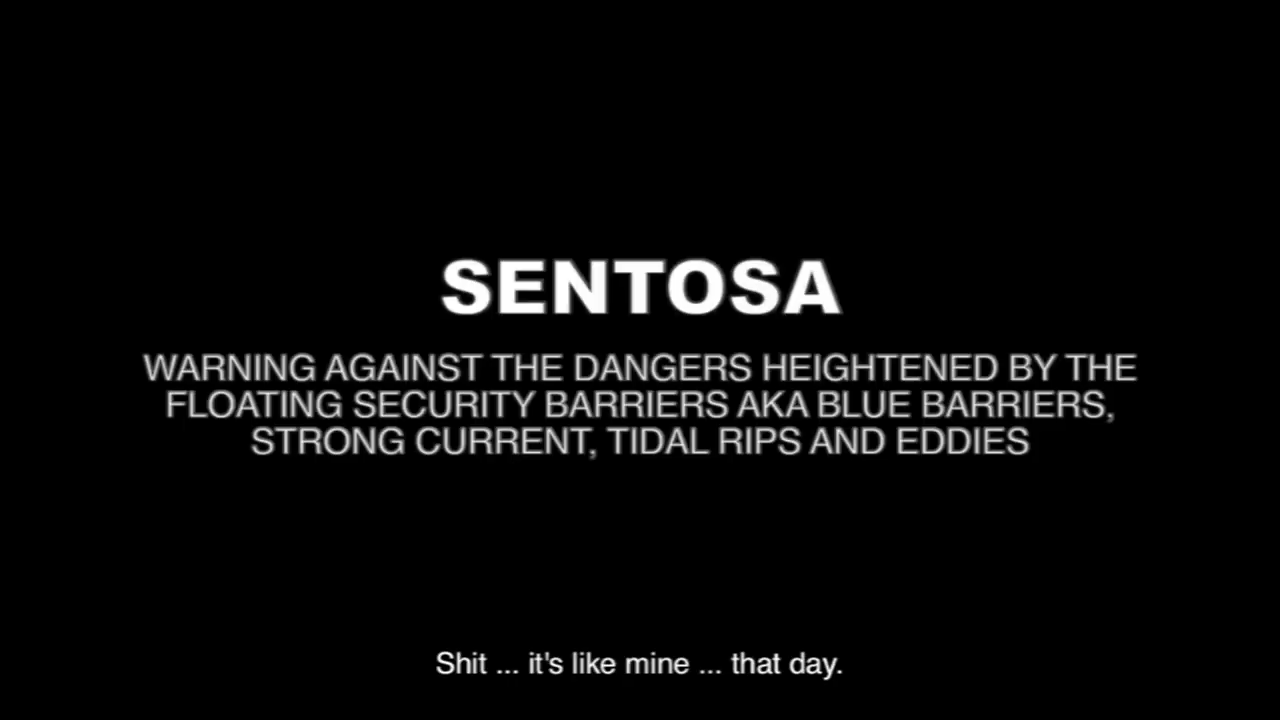 SENTOSA
WARNING AGAINST THE DANGERS HEIGHTENED BY THE
FLOATING SECURITY BARRIERS AKA BLUE BARRIERS,
STRONG CURRENT, TIDAL RIPS AND EDDIES
Shit ... it's like mine ... that day.